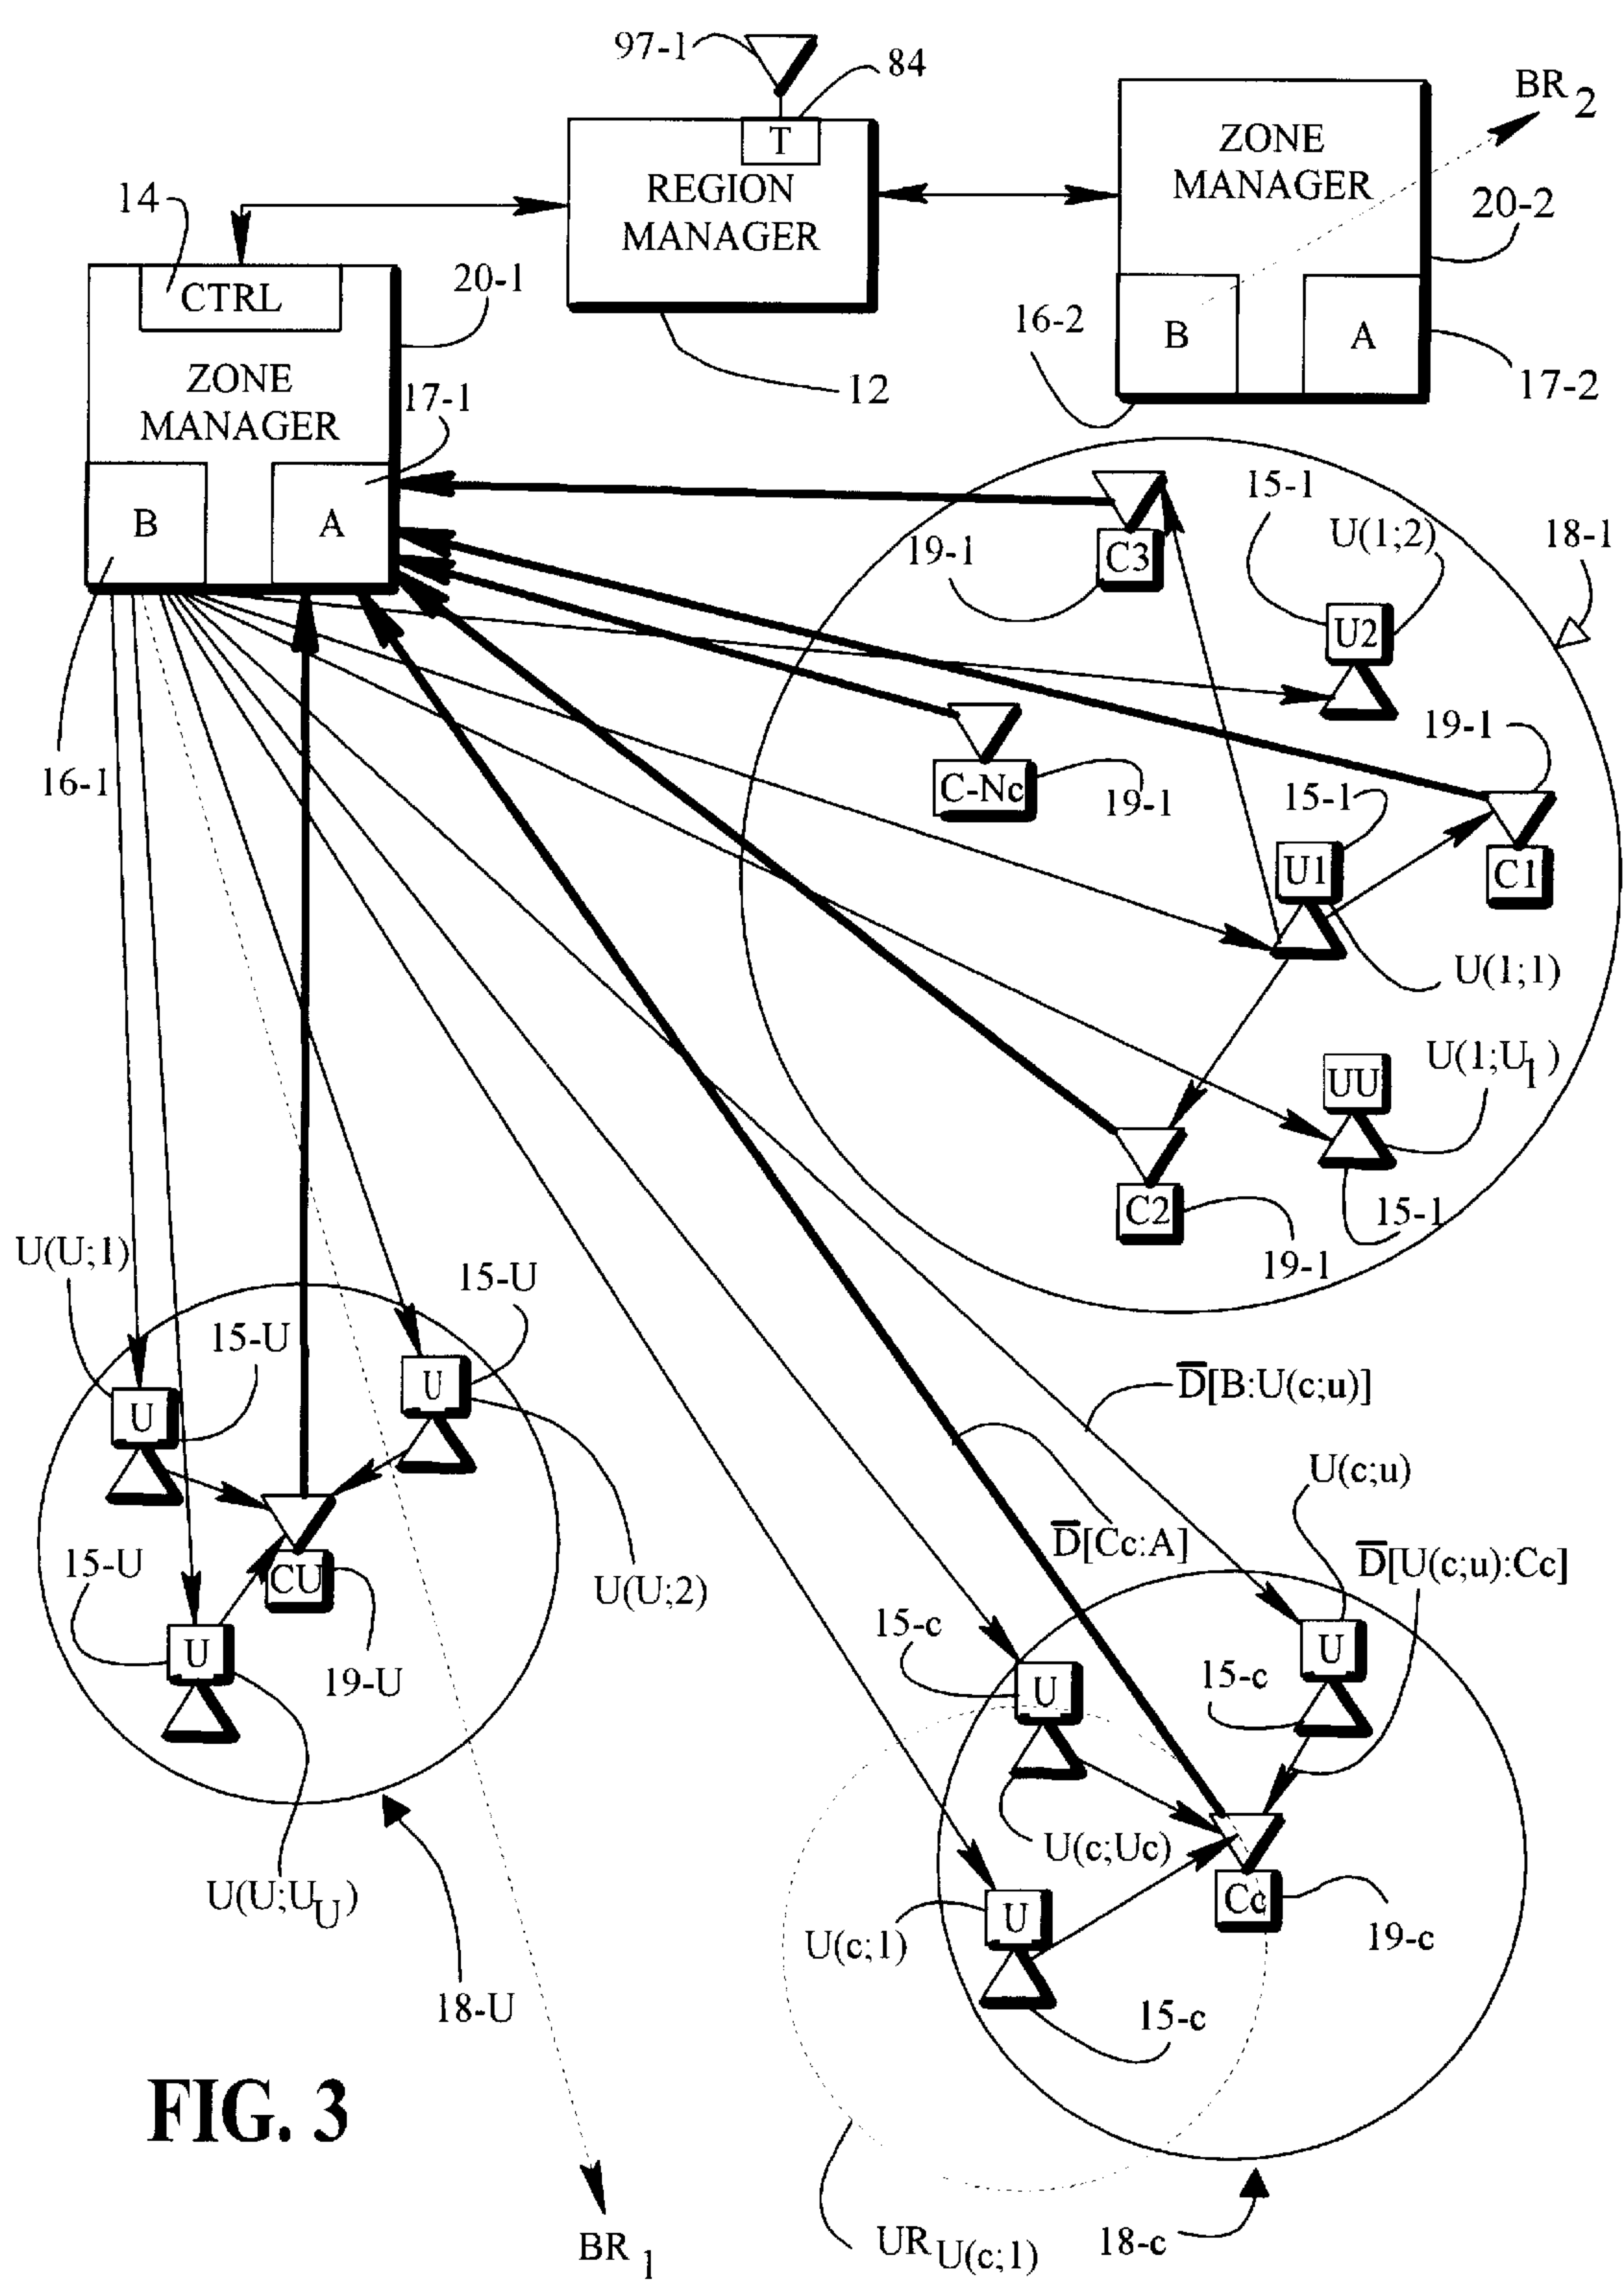 97-1
84
T
REGION
MANAGER
12
BR 2
ZONE
MANAGER
20-2
B
A
16-2
17-2
14
CTRL
20-1
ZONE
MANAGER
17-1
B
A
16-1
C3
19-1
15-1
U(1;2)
18-1
U2
C-Nc
19-1
19-1
15-1
U1
C1
U(1;1)
UU
U(1;U1)
15-1
C2
19-1
U(U;1)
15-U
15-U
U
U
15-U
CU
U(U;2)
U
19-U
U(U;UU)
18-U
D̅[B:U(c;u)]
U(c;u)
D̅[Cc:A]
D̅[U(c;u):Cc]
15-c
U
15-c
U
U(c;Uc)
U
Cc
U(c;1)
19-c
15-c
FIG. 3
BR 1
UR U(c;1)
18-c